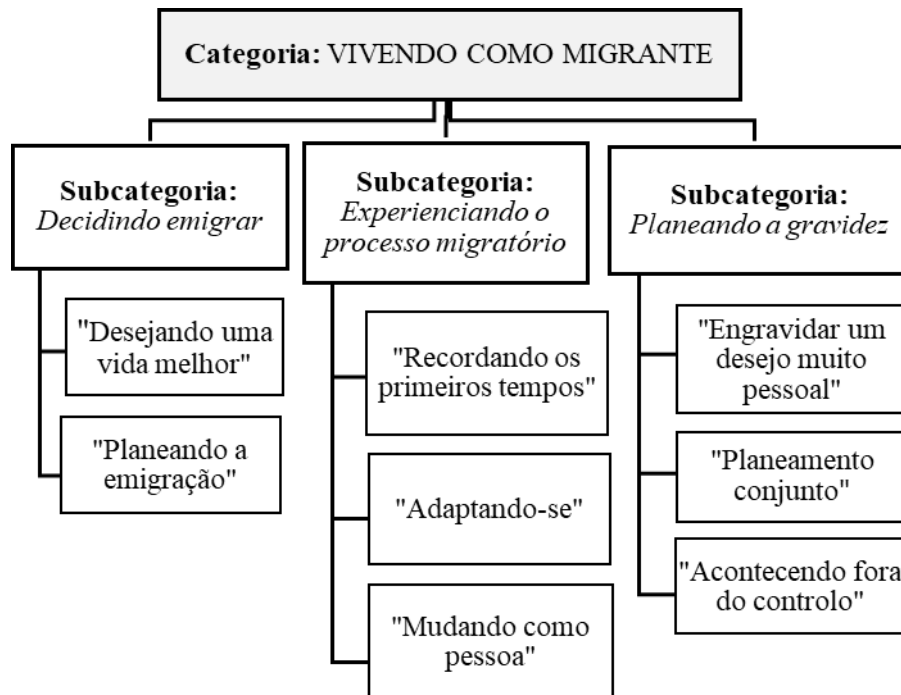 Categoria: VIVENDO COMO MIGRANTE
Subcategoria:
Decidindo emigrar
"Desejando uma
vida melhor"
"Planeando a
emigração"
Subcategoria:
Experienciando o
processo migratório
"Recordando os
primeiros tempos"
"Adaptando-se"
"Mudando como
pessoa"
Subcategoria:
Planeando a gravidez
"Engravidar um
desejo muito
pessoal"
"Planeamento
conjunto"
"Acontecendo fora
do controlo"